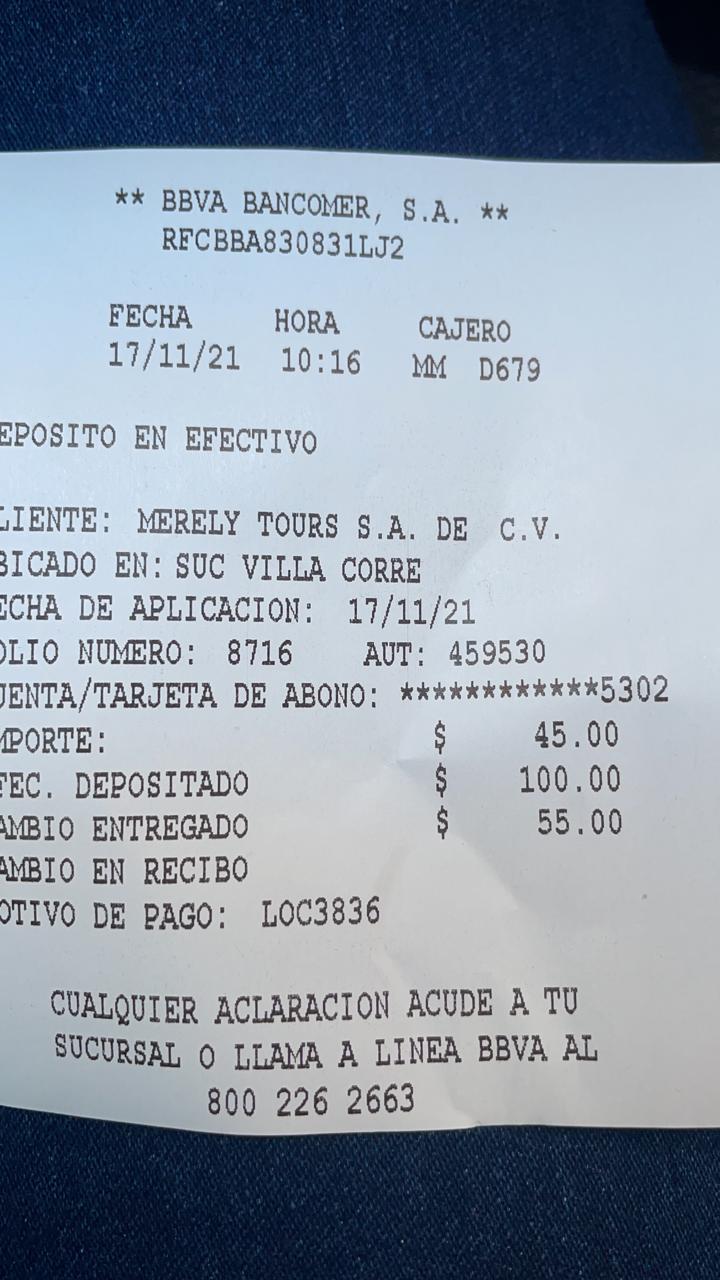 ** BBVA BANCOMER, S.A. **
RFCBBA830831LJ2
FECHA HORA CAJERO
17/11/21 10:16 MM D679
EPOSITO EN EFECTIVO
LIENTE: MERELY TOURS S.A. DE C.V.
BICADO EN: SUC VILLA CORRE
ECHA DE APLICACION: 17/11/21
OLIO NUMERO: 8716 AUT: 459530
UENTA/TARJETA DE ABONO: ************5302
MPORTE: $ 45.00
FEC. DEPOSITADO $ 100.00
AMBIO ENTREGADO $ 55.00
AMBIO EN RECIBO
OTIVO DE PAGO: LOC3836
CUALQUIER ACLARACION ACUDE A TU
SUCURSAL O LLAMA A LINEA BBVA AL
800 226 2663